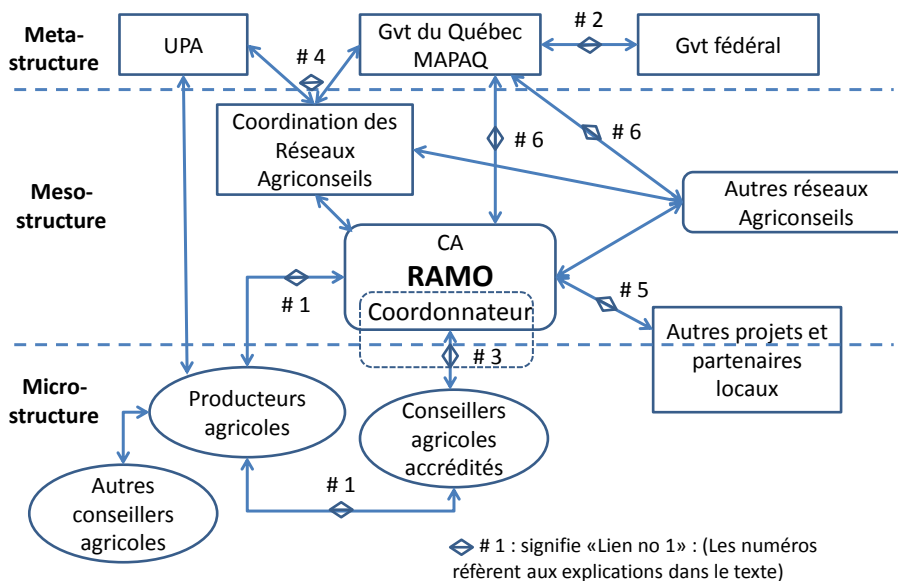 Meta-
structure
UPA
# 4
Gvt du Québec
MAPAQ
# 2
Gvt fédéral
Coordination des
Réseaux
Agriconseils
# 6
# 6
Meso-
structure
Autres réseaux
Agriconseils
CA
RAMO
Coordonnateur
# 1
# 5
Autres projets et
partenaires
locaux
# 3
Micro-
structure
Producteurs
agricoles
Conseillers
agricoles
accrédités
Autres
conseillers
agricoles
# 1
# 1 : signifie «Lien no 1» : (Les numéros
réfèrent aux explications dans le texte)